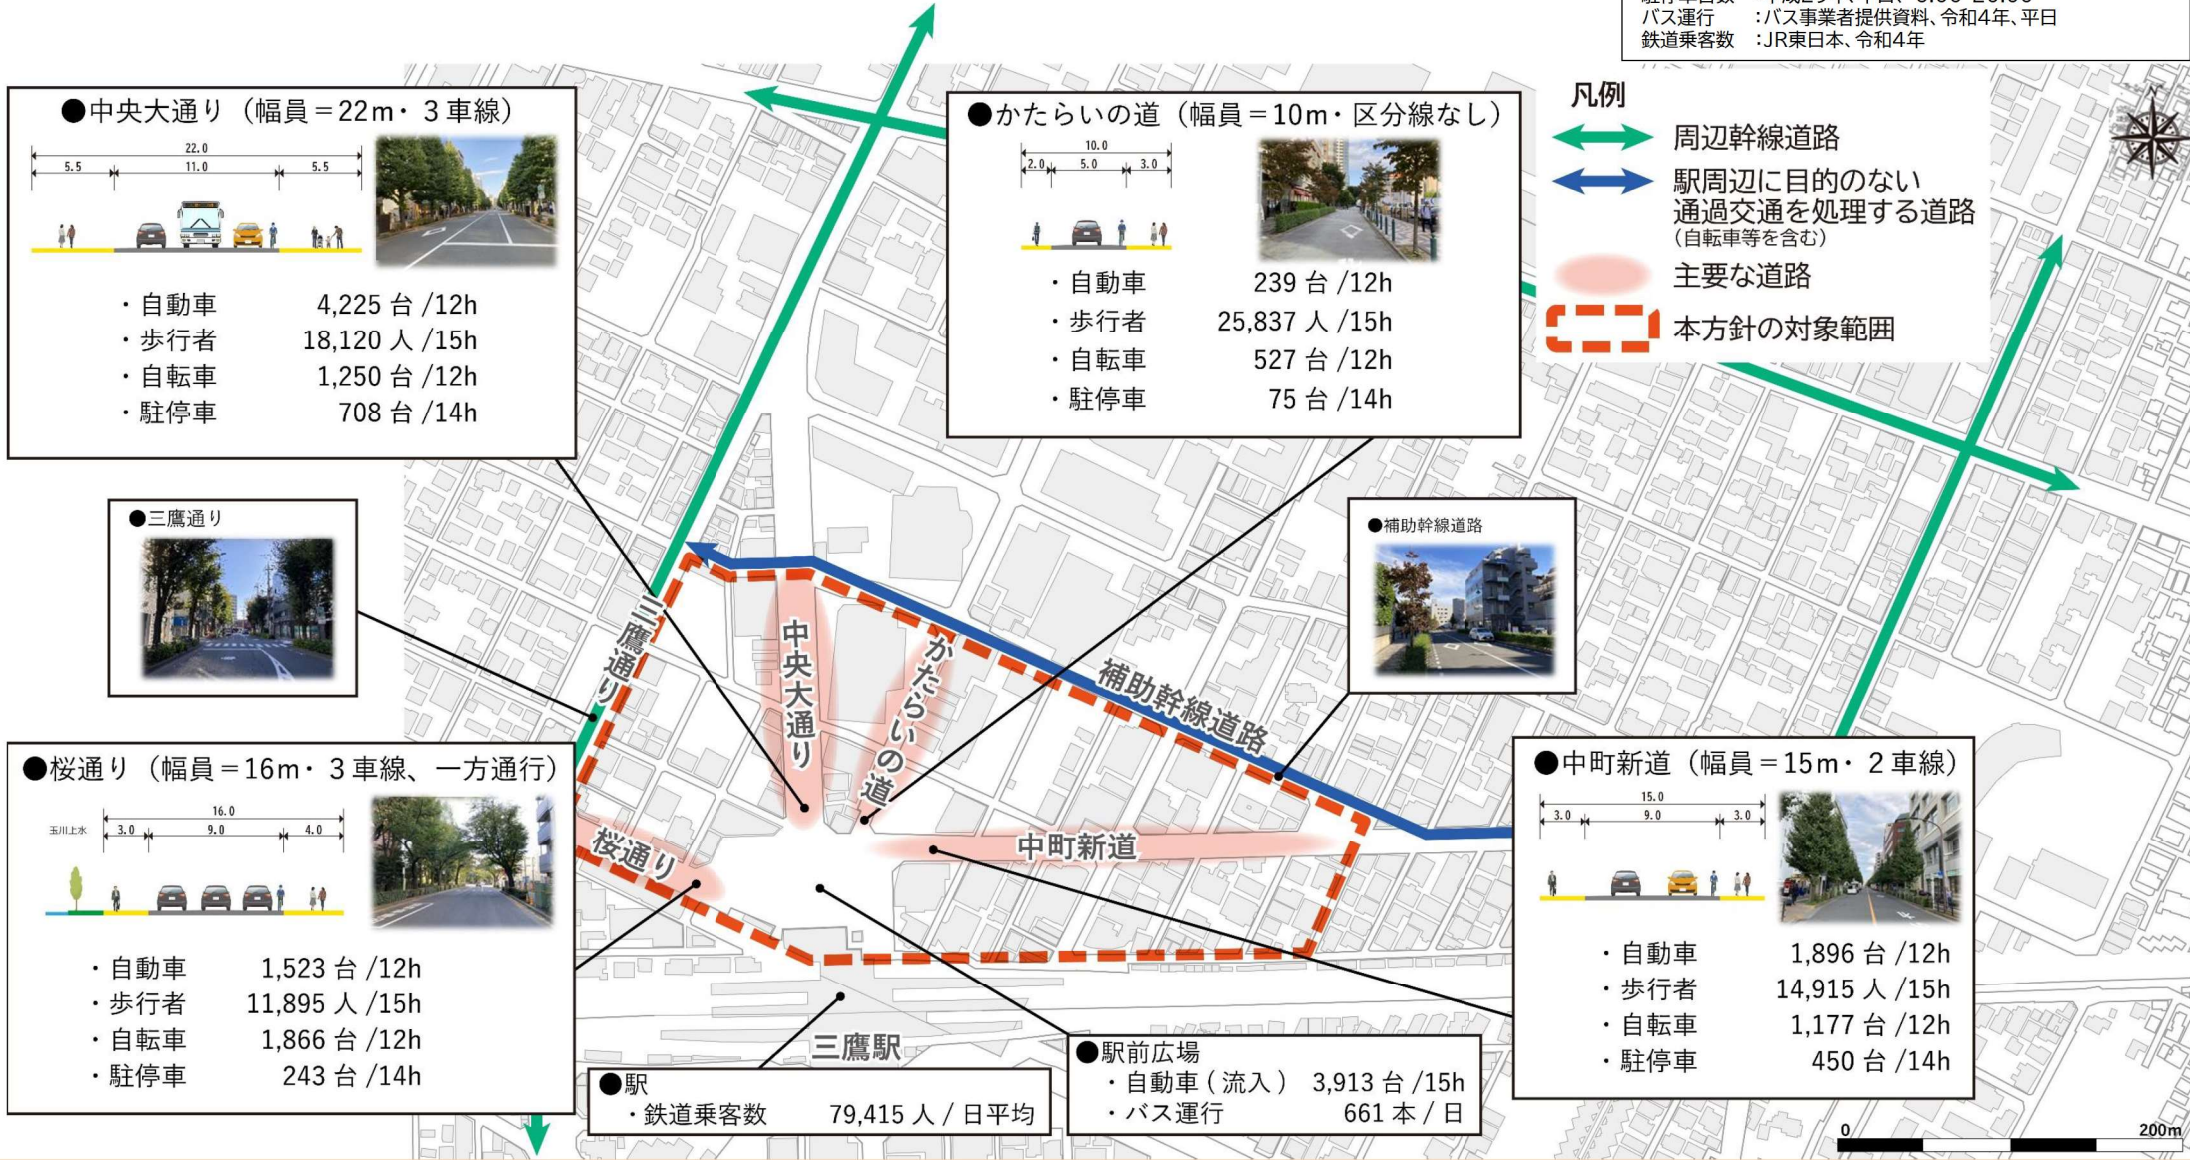 バス運行　：バス事業者提供資料、令和4年、平日
鉄道乗客数　：JR東日本、令和4年
凡例
周辺幹線道路
駅周辺に目的のない
通過交通を処理する道路
（自転車等を含む）
主要な道路
本方針の対象範囲
N
●中央大通り（幅員＝22m・３車線）
22.0
5.5 11.0 5.5
・自動車 4,225 台 /12h
・歩行者 18,120 人 /15h
・自転車 1,250 台 /12h
・駐停車 708 台 /14h
●かたらいの道（幅員＝10m・区分線なし）
10.0
2.0 5.0 3.0
・自動車 239 台 /12h
・歩行者 25,837 人 /15h
・自転車 527 台 /12h
・駐停車 75 台 /14h
●三鷹通り
●補助幹線道路
三鷹通り
中央大通り
かたらいの道
補助幹線道路
桜通り
中町新道
三鷹駅
●桜通り（幅員＝16m・３車線、一方通行）
16.0
玉川上水 3.0 9.0 4.0
・自動車 1,523 台 /12h
・歩行者 11,895 人 /15h
・自転車 1,866 台 /12h
・駐停車 243 台 /14h
●中町新道（幅員＝15m・２車線）
15.0
3.0 9.0 3.0
・自動車 1,896 台 /12h
・歩行者 14,915 人 /15h
・自転車 1,177 台 /12h
・駐停車 450 台 /14h
●駅
・鉄道乗客数 79,415 人 / 日平均
●駅前広場
・自動車 ( 流入 ) 3,913 台 /15h
・バス運行 661 本 / 日
0 200m